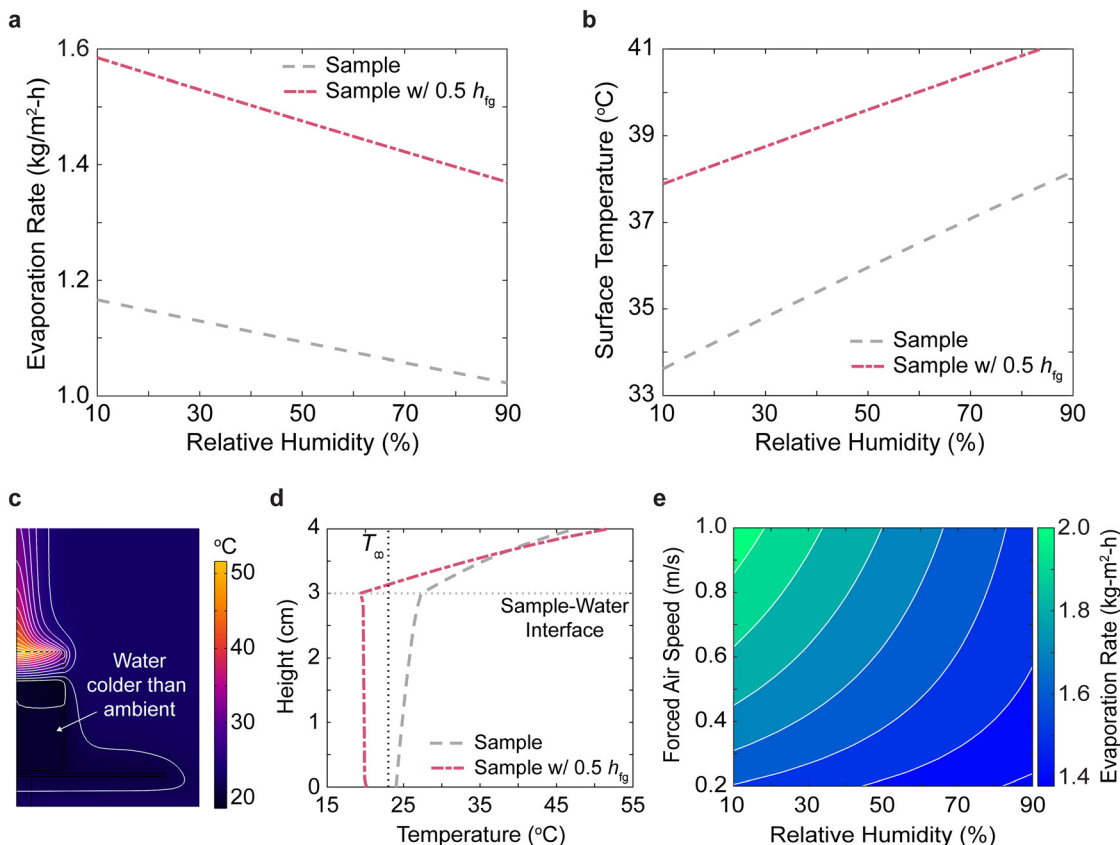 a
1.6
1.4
1.2
1.0
Evaporation Rate (kg/m²-h)
Sample
Sample w/ 0.5 hfg
10 30 50 70 90
Relative Humidity (%)
b
41
39
37
35
33
Surface Temperature (°C)
Sample
Sample w/ 0.5 hfg
10 30 50 70 90
Relative Humidity (%)
c
°C
50
40
30
20
Water
colder than
ambient
d
4
3
2
1
0
Height (cm)
T∞
Sample-Water
Interface
Sample
Sample w/ 0.5 hfg
15 25 35 45 55
Temperature (°C)
e
1.0
0.8
0.6
0.4
0.2
Forced Air Speed (m/s)
10 30 50 70 90
Relative Humidity (%)
2.0
1.8
1.6
1.4
Evaporation Rate (kg-m²-h)